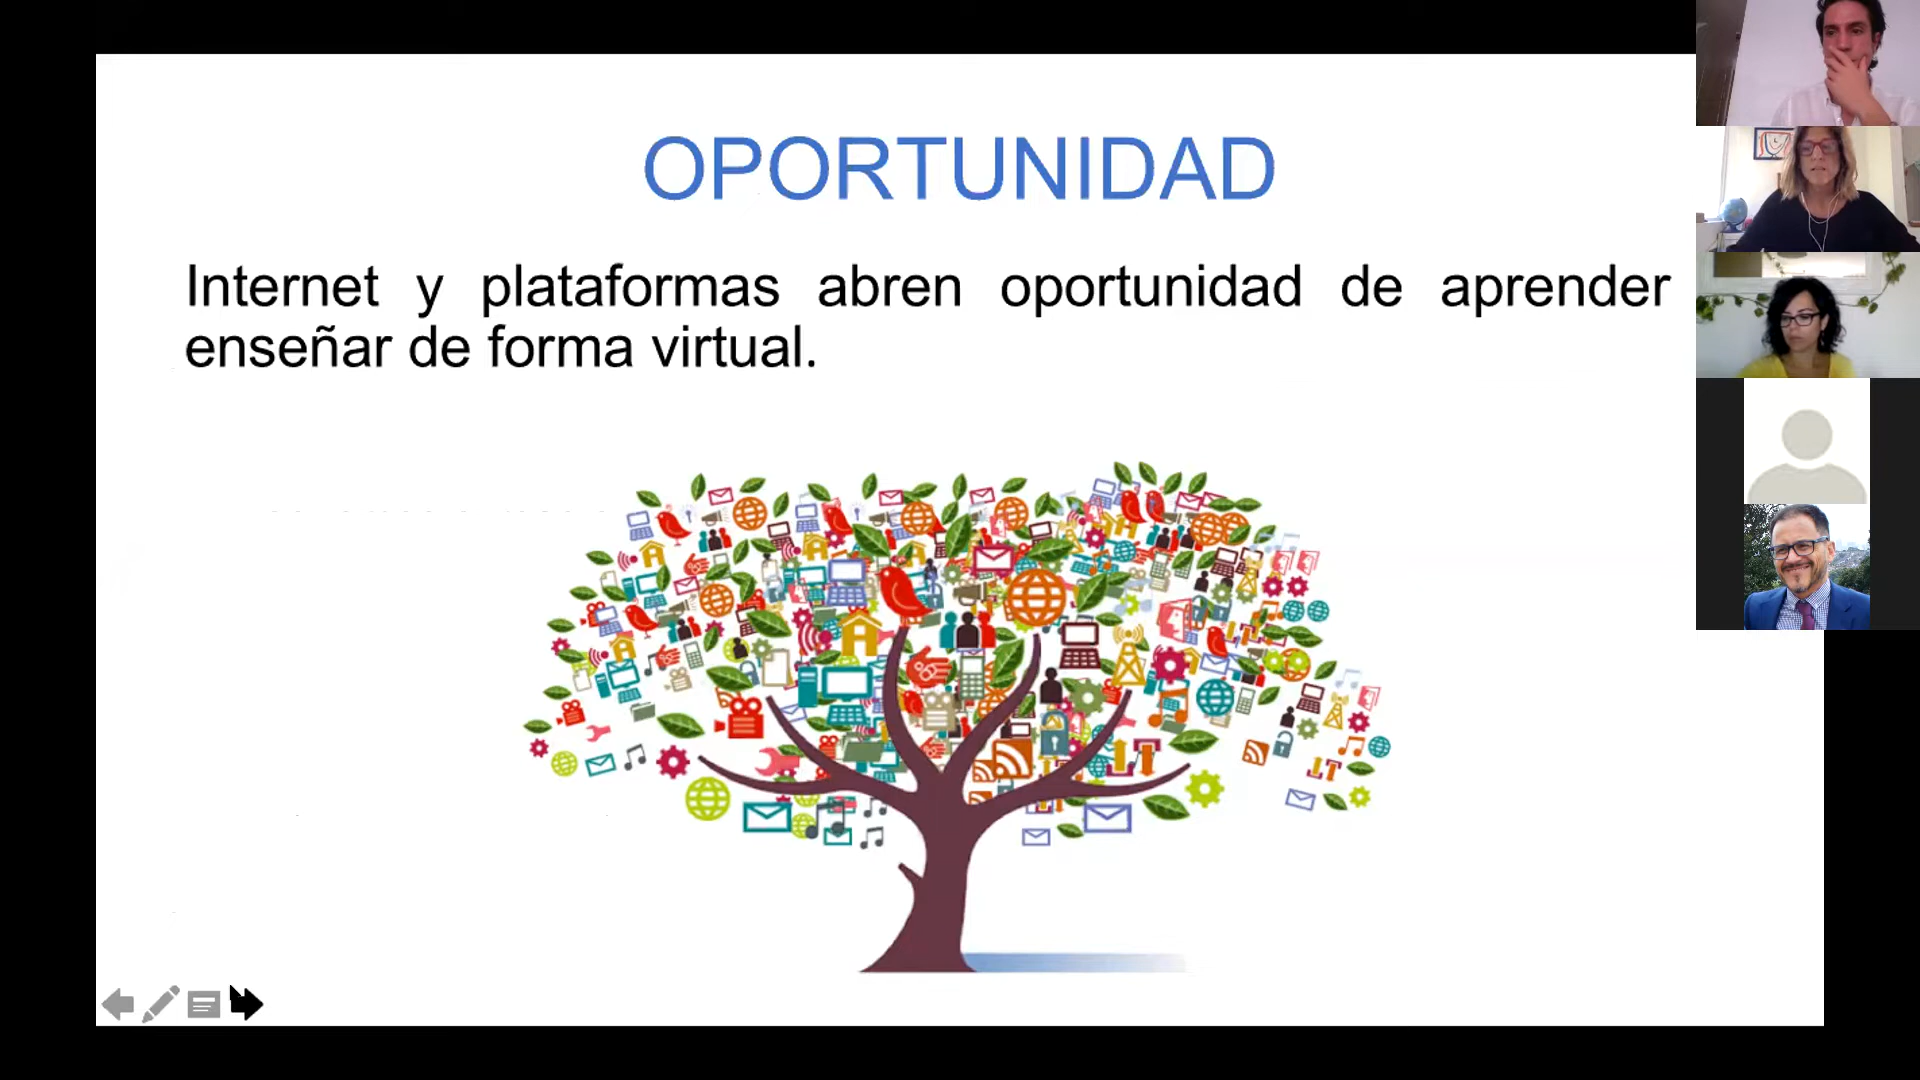 OPORTUNIDAD
Internet y plataformas abren oportunidad de aprender
enseñar de forma virtual.